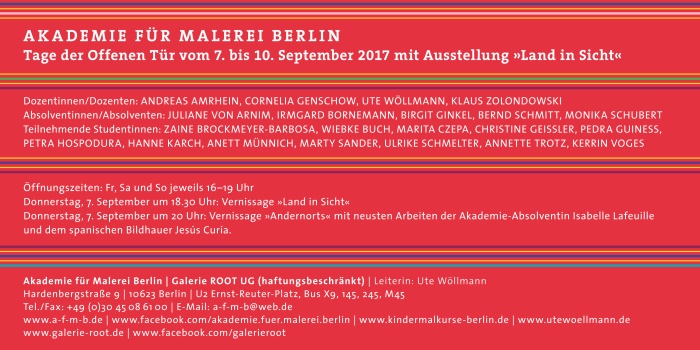 AKADEMIE FÜR MALEREI BERLIN
Tage der Offenen Tür vom 7. bis 10. September 2017 mit Ausstellung »Land in Sicht«
Dozentinnen/Dozenten: ANDREAS AMRHEIN, CORNELIA GENSCHOW, UTE WÖLLMANN, KLAUS ZOLONDOWSKI
Absolventinnen/Absolventen: JULIANE VON ARNIM, IRMGARD BORNEMANN, BIRGIT GINKEL, BERND SCHMITT, MONIKA SCHUBERT
Teilnehmende Studentinnen: ZAINE BROCKMEYER-BARBOSA, WIEBKE BUCH, MARITA CZEPA, CHRISTINE GEISSLER, PEDRA GUINESS,
PETRA HOSPODURA, HANNE KARCH, ANETT MÜNNICH, MARTY SANDER, ULRIKE SCHMELTER, ANNETTE TROTZ, KERRIN VOGES
Öffnungszeiten: Fr, Sa und So jeweils 16–19 Uhr
Donnerstag, 7. September um 18.30 Uhr: Vernissage »Land in Sicht«
Donnerstag, 7. September um 20 Uhr: Vernissage »Andernorts« mit neusten Arbeiten der Akademie-Absolventin Isabelle Lafeuille
und dem spanischen Bildhauer Jesús Curía.
Akademie für Malerei Berlin | Galerie ROOT UG (haftungsbeschränkt) | Leiterin: Ute Wöllmann
Hardenbergstraße 9 | 10623 Berlin | U2 Ernst-Reuter-Platz, Bus X9, 145, 245, M45
Tel./Fax: +49 (0)30 45 08 61 00 | E-Mail: a-f-m-b@web.de
www.a-f-m-b.de | www.facebook.com/akademie.fuer.malerei.berlin | www.kindermalkurse-berlin.de | www.utewoellmann.de
www.galerie-root.de | www.facebook.com/galerieroot